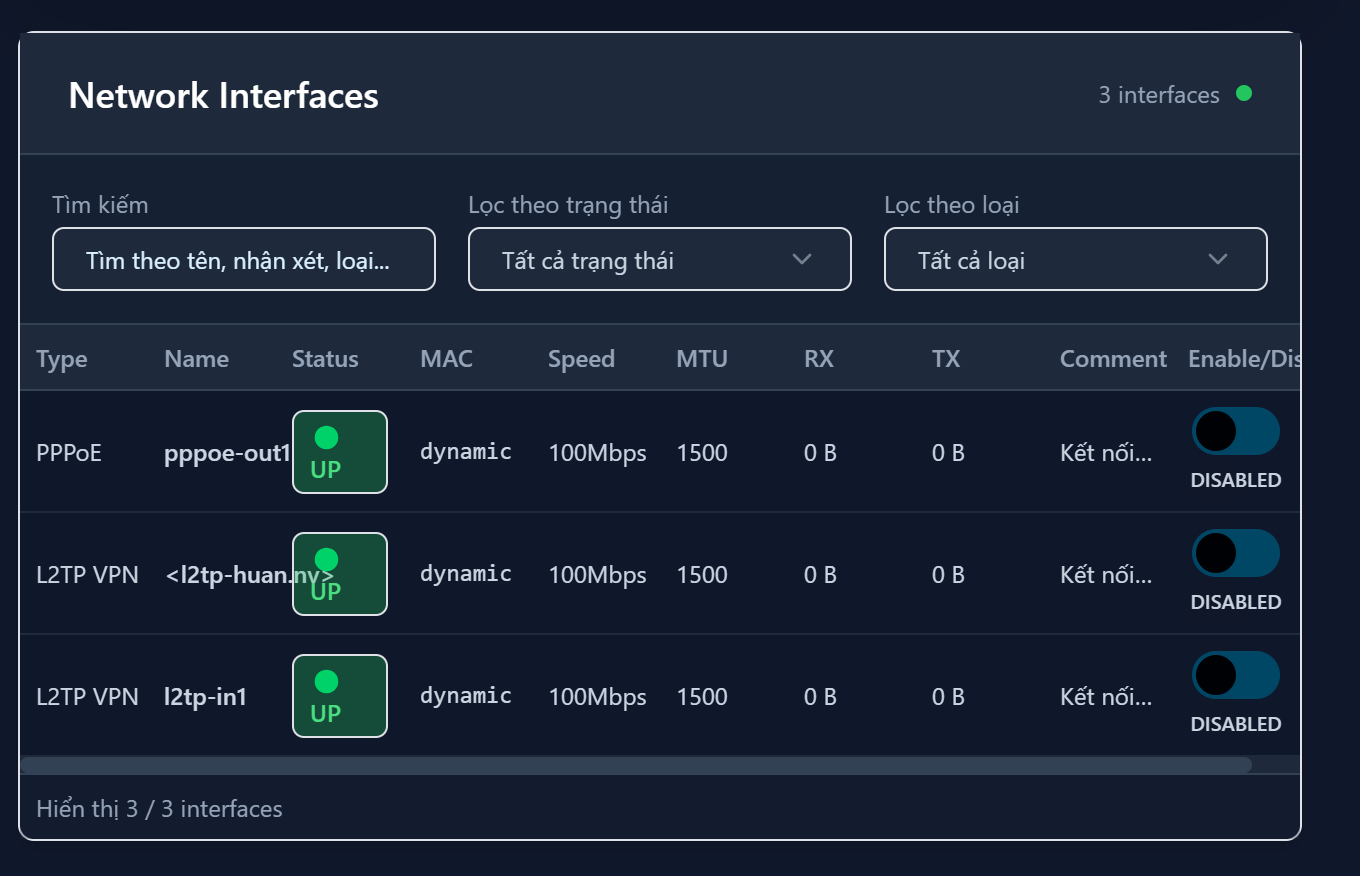 Network Interfaces
3 interfaces
Tìm kiếm
Lọc theo trạng thái
Lọc theo loại
Tìm theo tên, nhận xét, loại...
Tất cả trạng thái
Tất cả loại
Type Name Status MAC Speed MTU RX TX Comment Enable/Dis
PPPoE pppoe-out1 UP dynamic 100Mbps 1500 0 B 0 B Kết nối... DISABLED
L2TP VPN <l2tp-huan.nv> UP dynamic 100Mbps 1500 0 B 0 B Kết nối... DISABLED
L2TP VPN l2tp-in1 UP dynamic 100Mbps 1500 0 B 0 B Kết nối... DISABLED
Hiển thị 3 / 3 interfaces